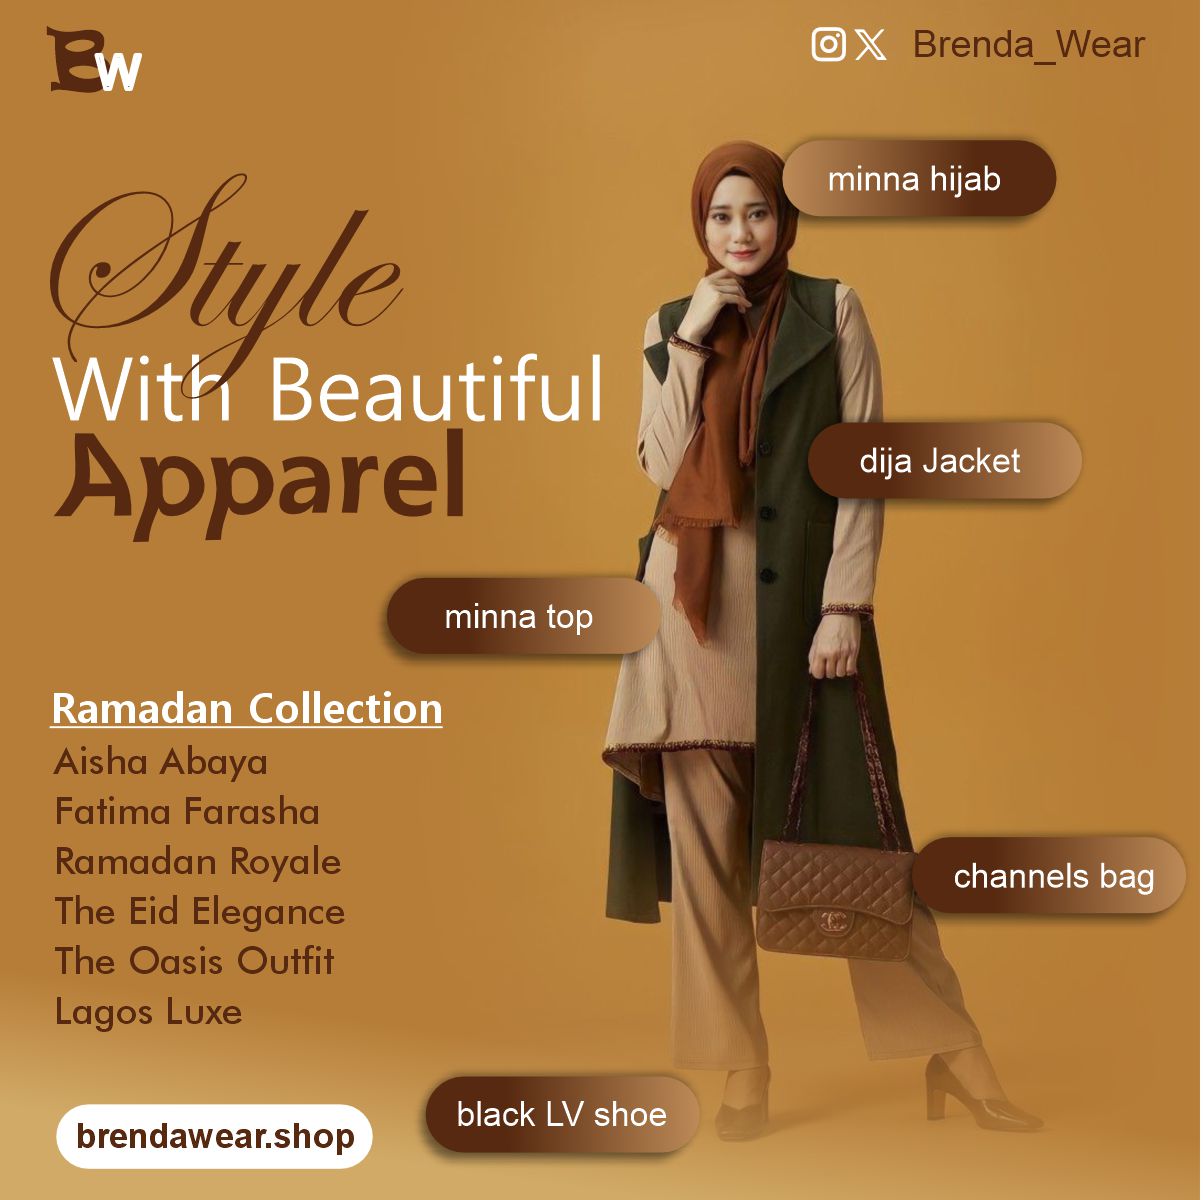 BW
Brenda_Wear
minna hijab
Style
With Beautiful
Apparel
dija Jacket
minna top
Ramadan Collection
Aisha Abaya
Fatima Farasha
Ramadan Royale
The Eid Elegance
The Oasis Outfit
Lagos Luxe
channels bag
black LV shoe
brendawear.shop